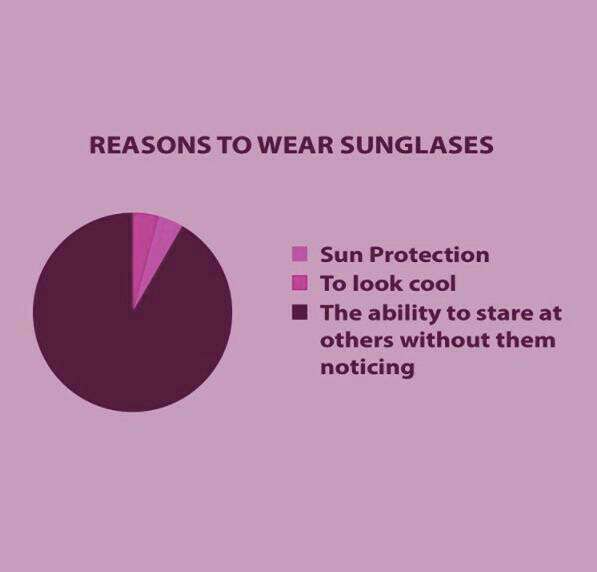 REASONS TO WEAR SUNGLASES
Sun Protection
To look cool
The ability to stare at
others without them
noticing